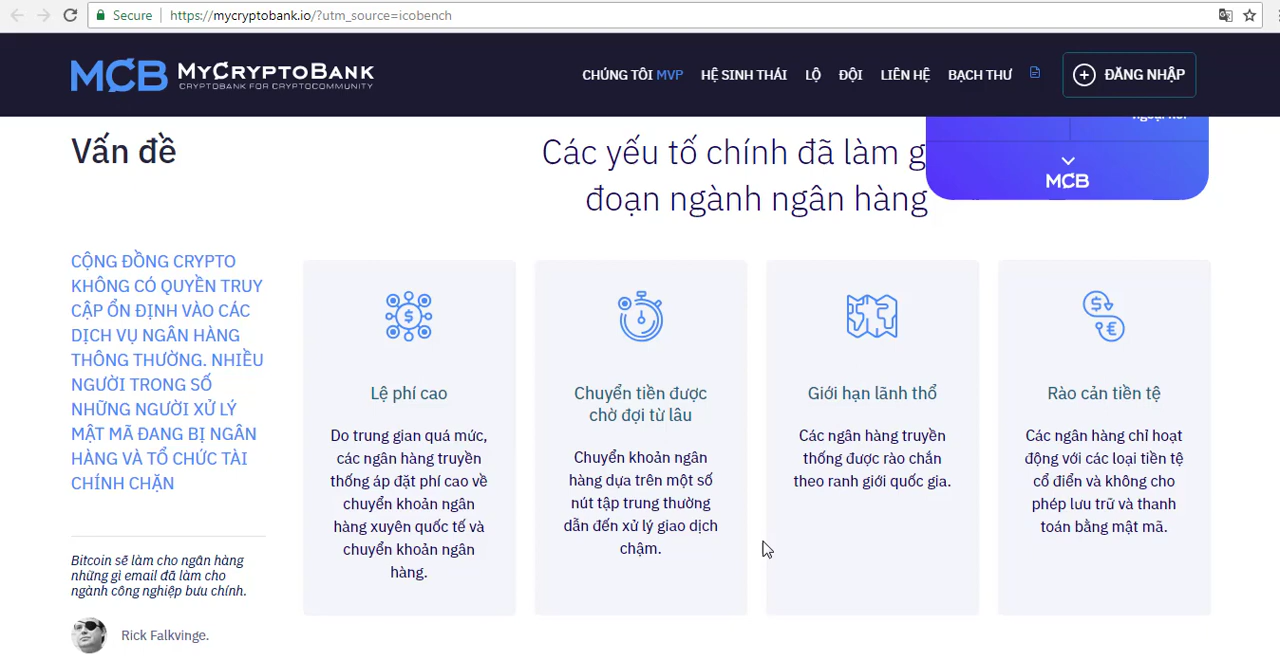 Secure
https://mycryptobank.io/?utm_source=icobench
MCB MYCRYPTOBANK
CRYPTOBANK FOR CRYPTOCOMMUNITY
CHÚNG TÔI MVP HỆ SINH THÁI LỘ ĐỘI LIÊN HỆ BẠCH THƯ ĐĂNG NHẬP
MCB
Vấn đề
Các yếu tố chính đã làm g
đoạn ngành ngân hàng
CỘNG ĐỒNG CRYPTO
KHÔNG CÓ QUYỀN TRUY
CẬP ỔN ĐỊNH VÀO CÁC
DỊCH VỤ NGÂN HÀNG
THÔNG THƯỜNG. NHIỀU
NGƯỜI TRONG SỐ
NHỮNG NGƯỜI XỬ LÝ
MẬT MÃ ĐANG BỊ NGÂN
HÀNG VÀ TỔ CHỨC TÀI
CHÍNH CHẶN
Bitcoin sẽ làm cho ngân hàng
những gì email đã làm cho
ngành công nghiệp bưu chính.
Rick Falkvinge.
Lệ phí cao
Do trung gian quá mức,
các ngân hàng truyền
thống áp đặt phí cao về
chuyển khoản ngân
hàng xuyên quốc tế và
chuyển khoản ngân
hàng.
Chuyển tiền được
chờ đợi từ lâu
Chuyển khoản ngân
hàng dựa trên một số
nút tập trung thường
dẫn đến xử lý giao dịch
chậm.
Giới hạn lãnh thổ
Các ngân hàng truyền
thống được rào chắn
theo ranh giới quốc gia.
Rào cản tiền tệ
Các ngân hàng chỉ hoạt
động với các loại tiền tệ
cổ điển và không cho
phép lưu trữ và thanh
toán bằng mật mã.